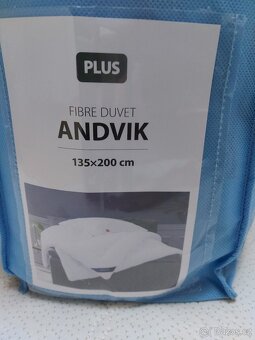 PLUS
FIBRE DUVET
ANDVIK
135×200 cm